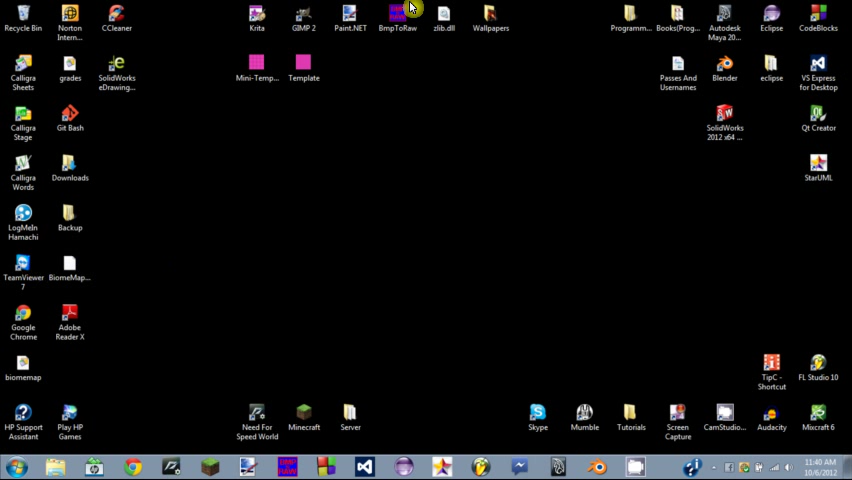 Recycle Bin
Norton
Intern...
CCleaner
Krita
GIMP 2
Paint.NET
BmpToRaw
zlib.dll
Wallpapers
Programm...
Books(Prog...
Autodesk
Maya 20...
Eclipse
CodeBlocks
Calligra
Sheets
grades
SolidWorks
eDrawing...
Mini-Temp...
Template
Passes And
Usernames
Blender
eclipse
VS Express
for Desktop
Calligra
Stage
Git Bash
SolidWorks
2012 x64 ...
Qt Creator
Calligra
Words
Downloads
StarUML
LogMeIn
Hamachi
Backup
TeamViewer
7
BiomeMap...
Google
Chrome
Adobe
Reader X
biomemap
TipC -
Shortcut
FL Studio 10
HP Support
Assistant
Play HP
Games
Need For
Speed World
Minecraft
Server
Skype
Mumble
Tutorials
Screen
Capture
CamStudio...
Audacity
Mixcraft 6
11:40 AM
10/6/2012